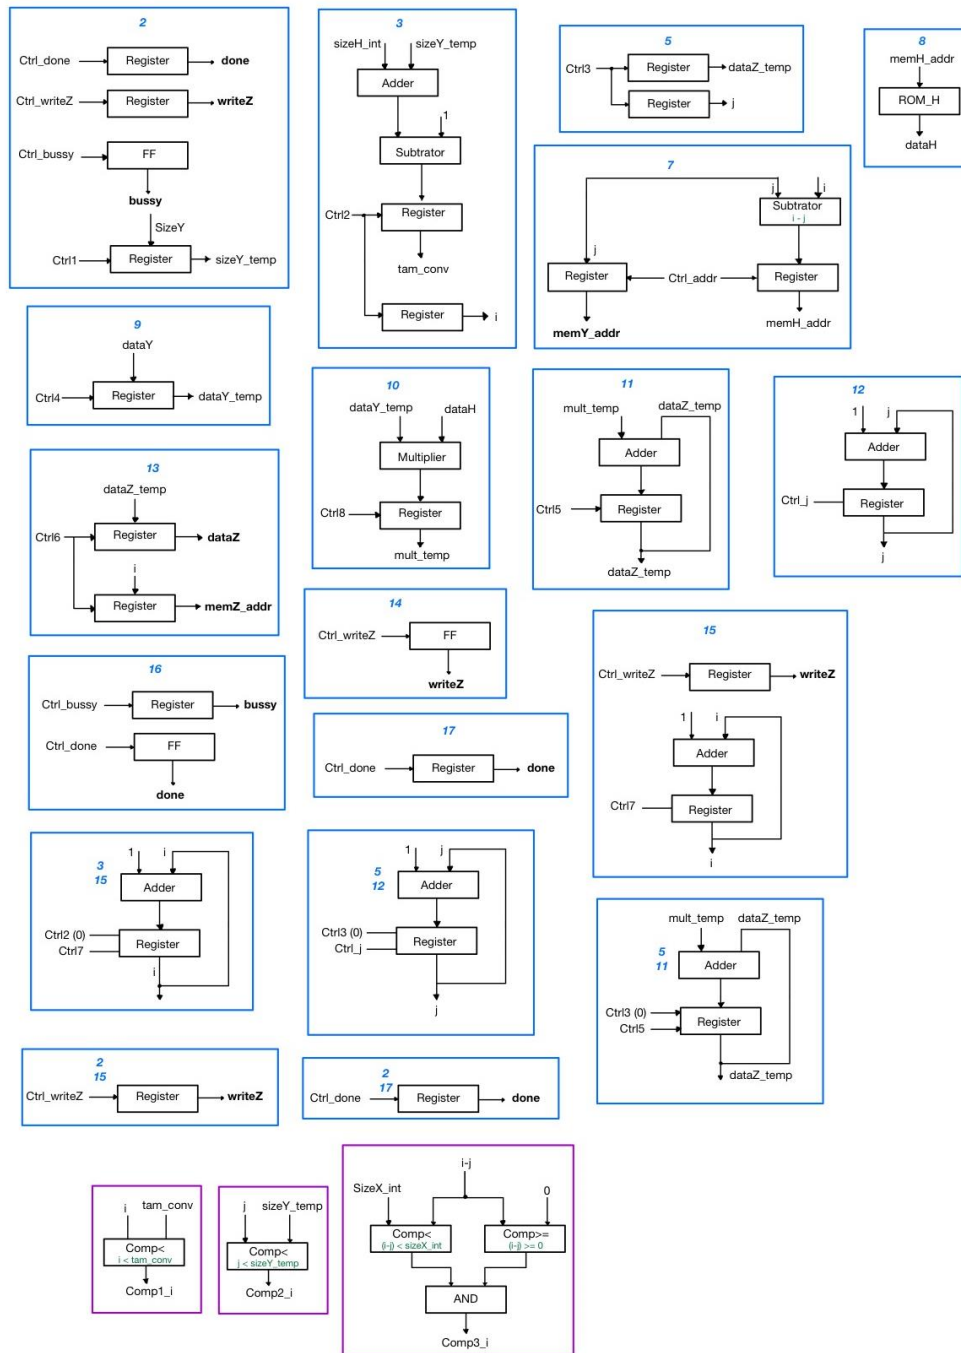 2
Ctrl_done
Register
done
Ctrl_writeZ
Register
writeZ
Ctrl_bussy
FF
bussy
SizeY
Ctrl1
Register
sizeY_temp
3
sizeH_int
sizeY_temp
Adder
1
Subtrator
Ctrl2
Register
tam_conv
Register
i
5
Ctrl3
Register
dataZ_temp
Register
j
8
memH_addr
ROM_H
dataH
7
j
i
Subtrator
i - j
j
Register
Ctrl_addr
Register
memY_addr
memH_addr
9
dataY
Ctrl4
Register
dataY_temp
10
dataY_temp
dataH
Multiplier
Ctrl8
Register
mult_temp
11
mult_temp
dataZ_temp
Adder
Ctrl5
Register
dataZ_temp
12
1
j
Adder
Ctrl_j
Register
j
13
dataZ_temp
Ctrl6
Register
dataZ
i
Register
memZ_addr
14
Ctrl_writeZ
FF
writeZ
15
Ctrl_writeZ
Register
writeZ
1
i
Adder
Ctrl7
Register
i
16
Ctrl_bussy
Register
bussy
Ctrl_done
FF
done
17
Ctrl_done
Register
done
3
15
1
i
Adder
Ctrl2 (0)
Ctrl7
Register
i
5
12
1
j
Adder
Ctrl3 (0)
Ctrl_j
Register
j
5
11
mult_temp
dataZ_temp
Adder
Ctrl3 (0)
Ctrl5
Register
dataZ_temp
2
15
Ctrl_writeZ
Register
writeZ
2
17
Ctrl_done
Register
done
i
tam_conv
Comp<
i < tam_conv
Comp1_i
j
sizeY_temp
Comp<
j < sizeY_temp
Comp2_i
i-j
SizeX_int
0
Comp<
(i-j) < sizeX_int
Comp>=
(i-j) >= 0
AND
Comp3_i